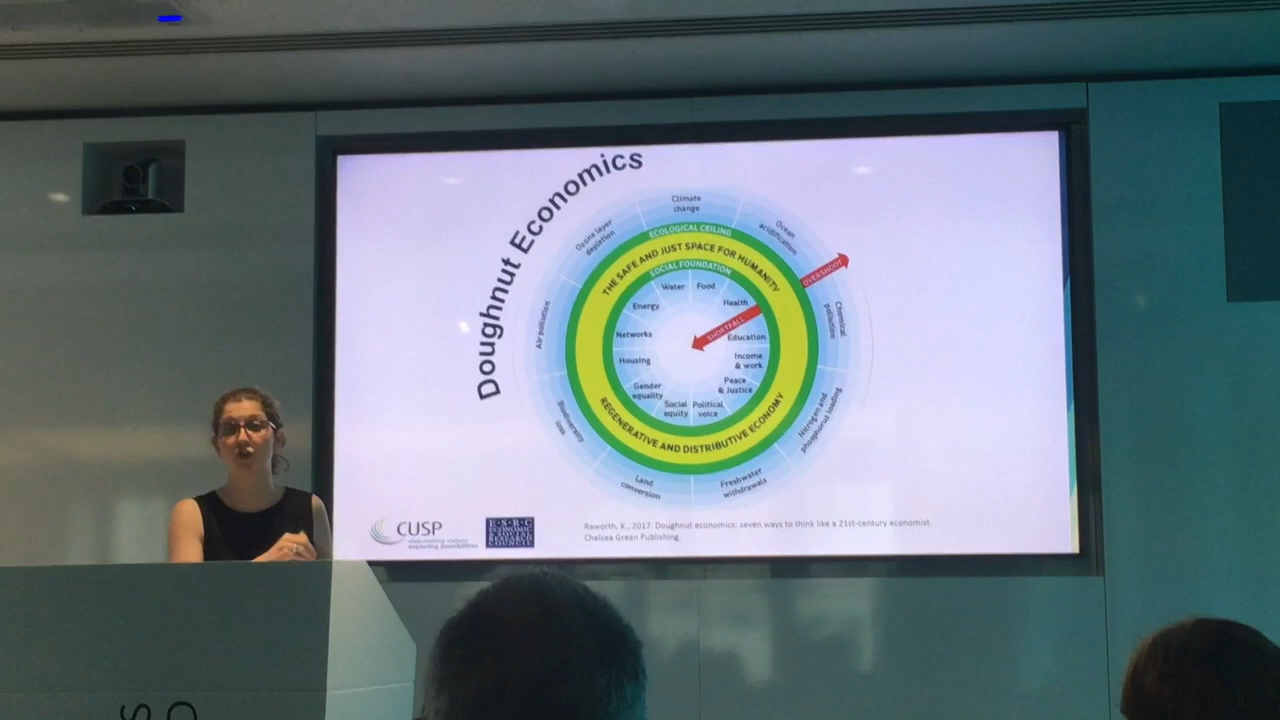 Doughnut Economics
Climate
change
Ocean
acidification
Chemical
pollution
Nitrogen and
phosphorus loading
Freshwater
withdrawals
Land
conversion
Biodiversity
loss
Air pollution
Ozone layer
depletion
OVERSHOOT
ECOLOGICAL CEILING
THE SAFE AND JUST SPACE FOR HUMANITY
SOCIAL FOUNDATION
Water
Food
Health
SHORTFALL
Education
Income
& work
Peace
& Justice
Political
voice
Social
equity
Gender
equality
Housing
Networks
Energy
REGENERATIVE AND DISTRIBUTIVE ECONOMY
CUSP
elaborating visions
exploring possibilities
E·S·R·C
ECONOMIC
& SOCIAL
RESEARCH
COUNCIL
Raworth, K., 2017. Doughnut economics: seven ways to think like a 21st-century economist.
Chelsea Green Publishing.